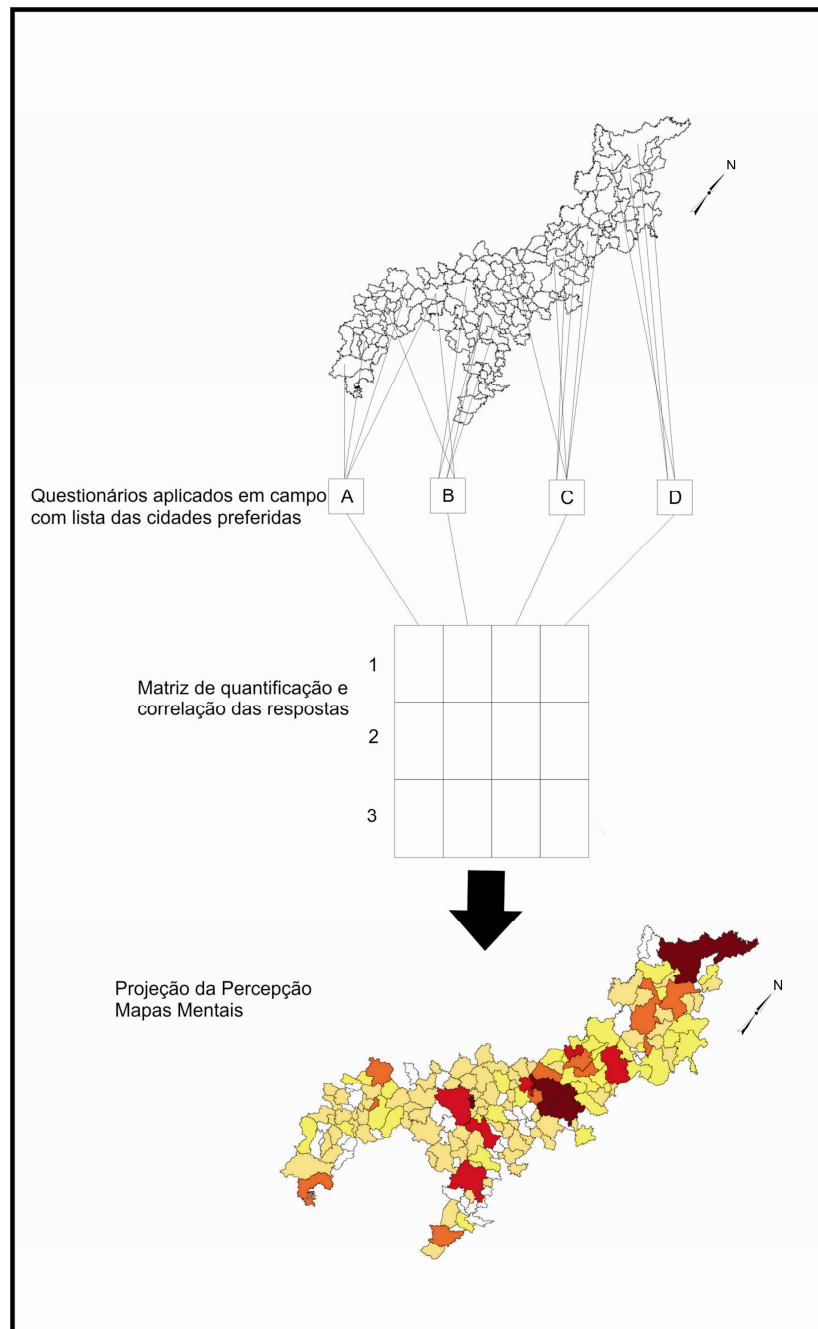 N
Questionários aplicados em campo
com lista das cidades preferidas
A
B
C
D
1
Matriz de quantificação e
correlação das respostas
2
3
Projeção da Percepção
Mapas Mentais
N